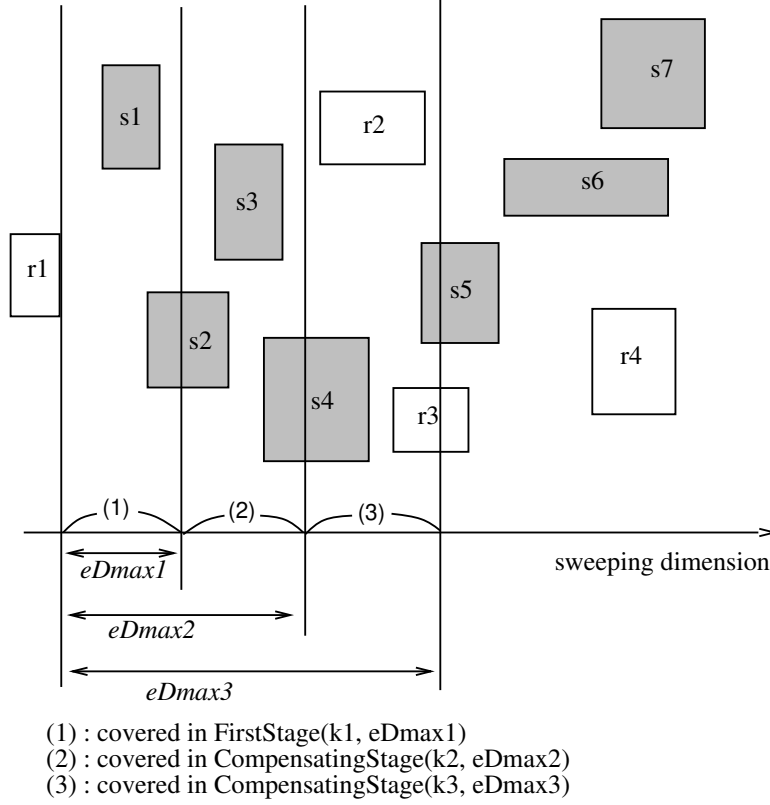 s7
s1
r2
s6
s3
r1
s5
s2
r4
s4
r3
(1)
(2)
(3)
eDmax1
sweeping dimension
eDmax2
eDmax3
(1) : covered in FirstStage(k1, eDmax1)
(2) : covered in CompensatingStage(k2, eDmax2)
(3) : covered in CompensatingStage(k3, eDmax3)